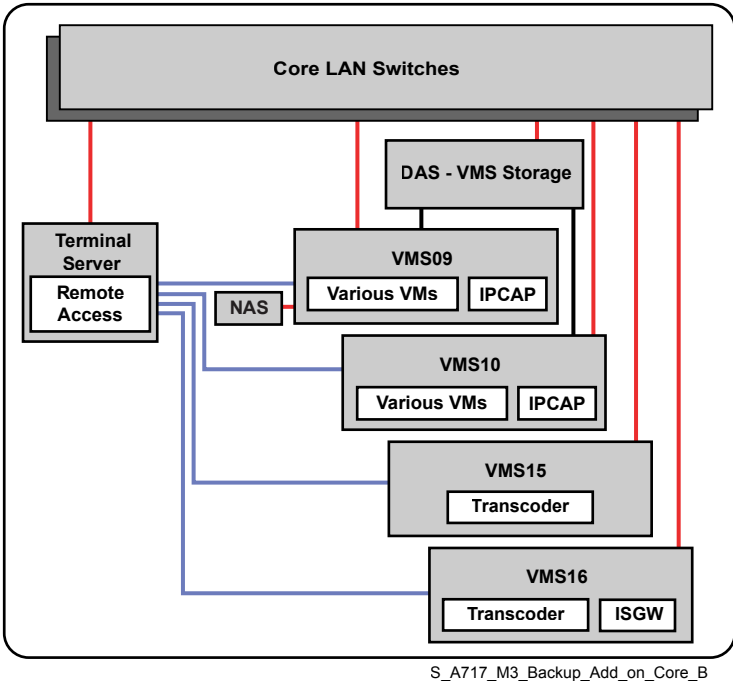 Core LAN Switches
DAS - VMS Storage
Terminal
Server
Remote
Access
VMS09
Various VMs
IPCAP
NAS
VMS10
Various VMs
IPCAP
VMS15
Transcoder
VMS16
Transcoder
ISGW
S_A717_M3_Backup_Add_on_Core_B